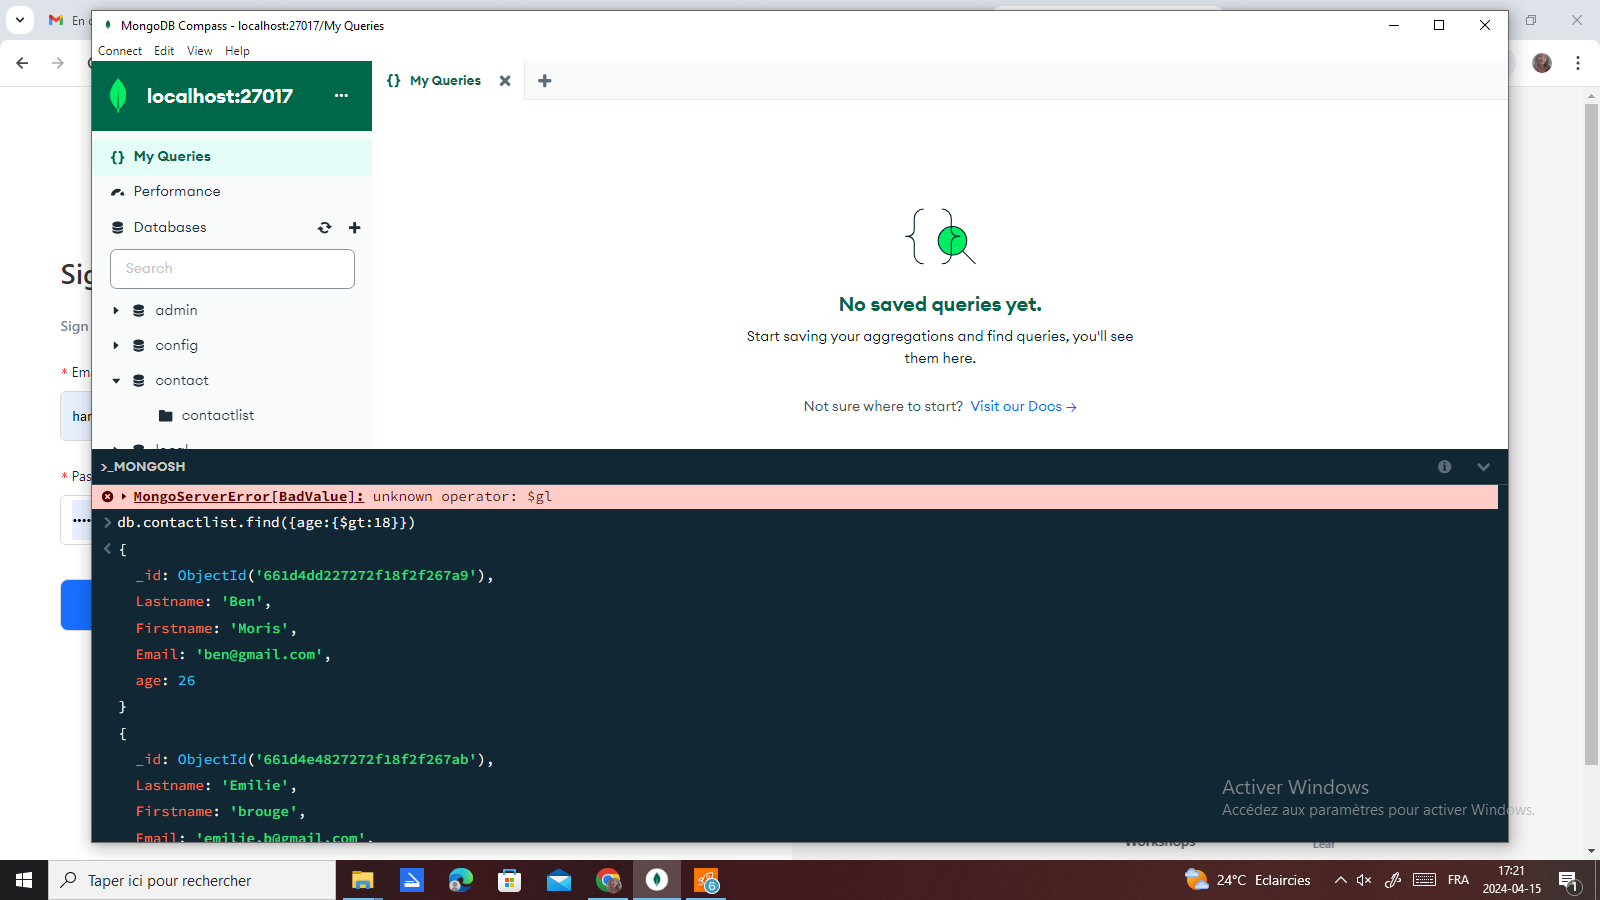 En c
MongoDB Compass - localhost:27017/My Queries
Connect Edit View Help
localhost:27017
{} My Queries
{} My Queries
Performance
Databases
Search
admin
config
contact
contactlist
local
No saved queries yet.
Start saving your aggregations and find queries, you'll see
them here.
Not sure where to start? Visit our Docs →
Sig
Sign
* Em
har
* Pas
>_MONGOSH
MongoServerError[BadValue]: unknown operator: $gl
db.contactlist.find({age:{$gt:18}})
{
_id: ObjectId('661d4dd227272f18f2f267a9'),
Lastname: 'Ben',
Firstname: 'Moris',
Email: 'ben@gmail.com',
age: 26
}
{
_id: ObjectId('661d4e4827272f18f2f267ab'),
Lastname: 'Emilie',
Firstname: 'brouge',
Email: 'emilie.b@gmail.com',
Activer Windows
Accédez aux paramètres pour activer Windows.
Workshops
Lear
Taper ici pour rechercher
6
24°C Eclaircies
FRA
17:21
2024-04-15
1